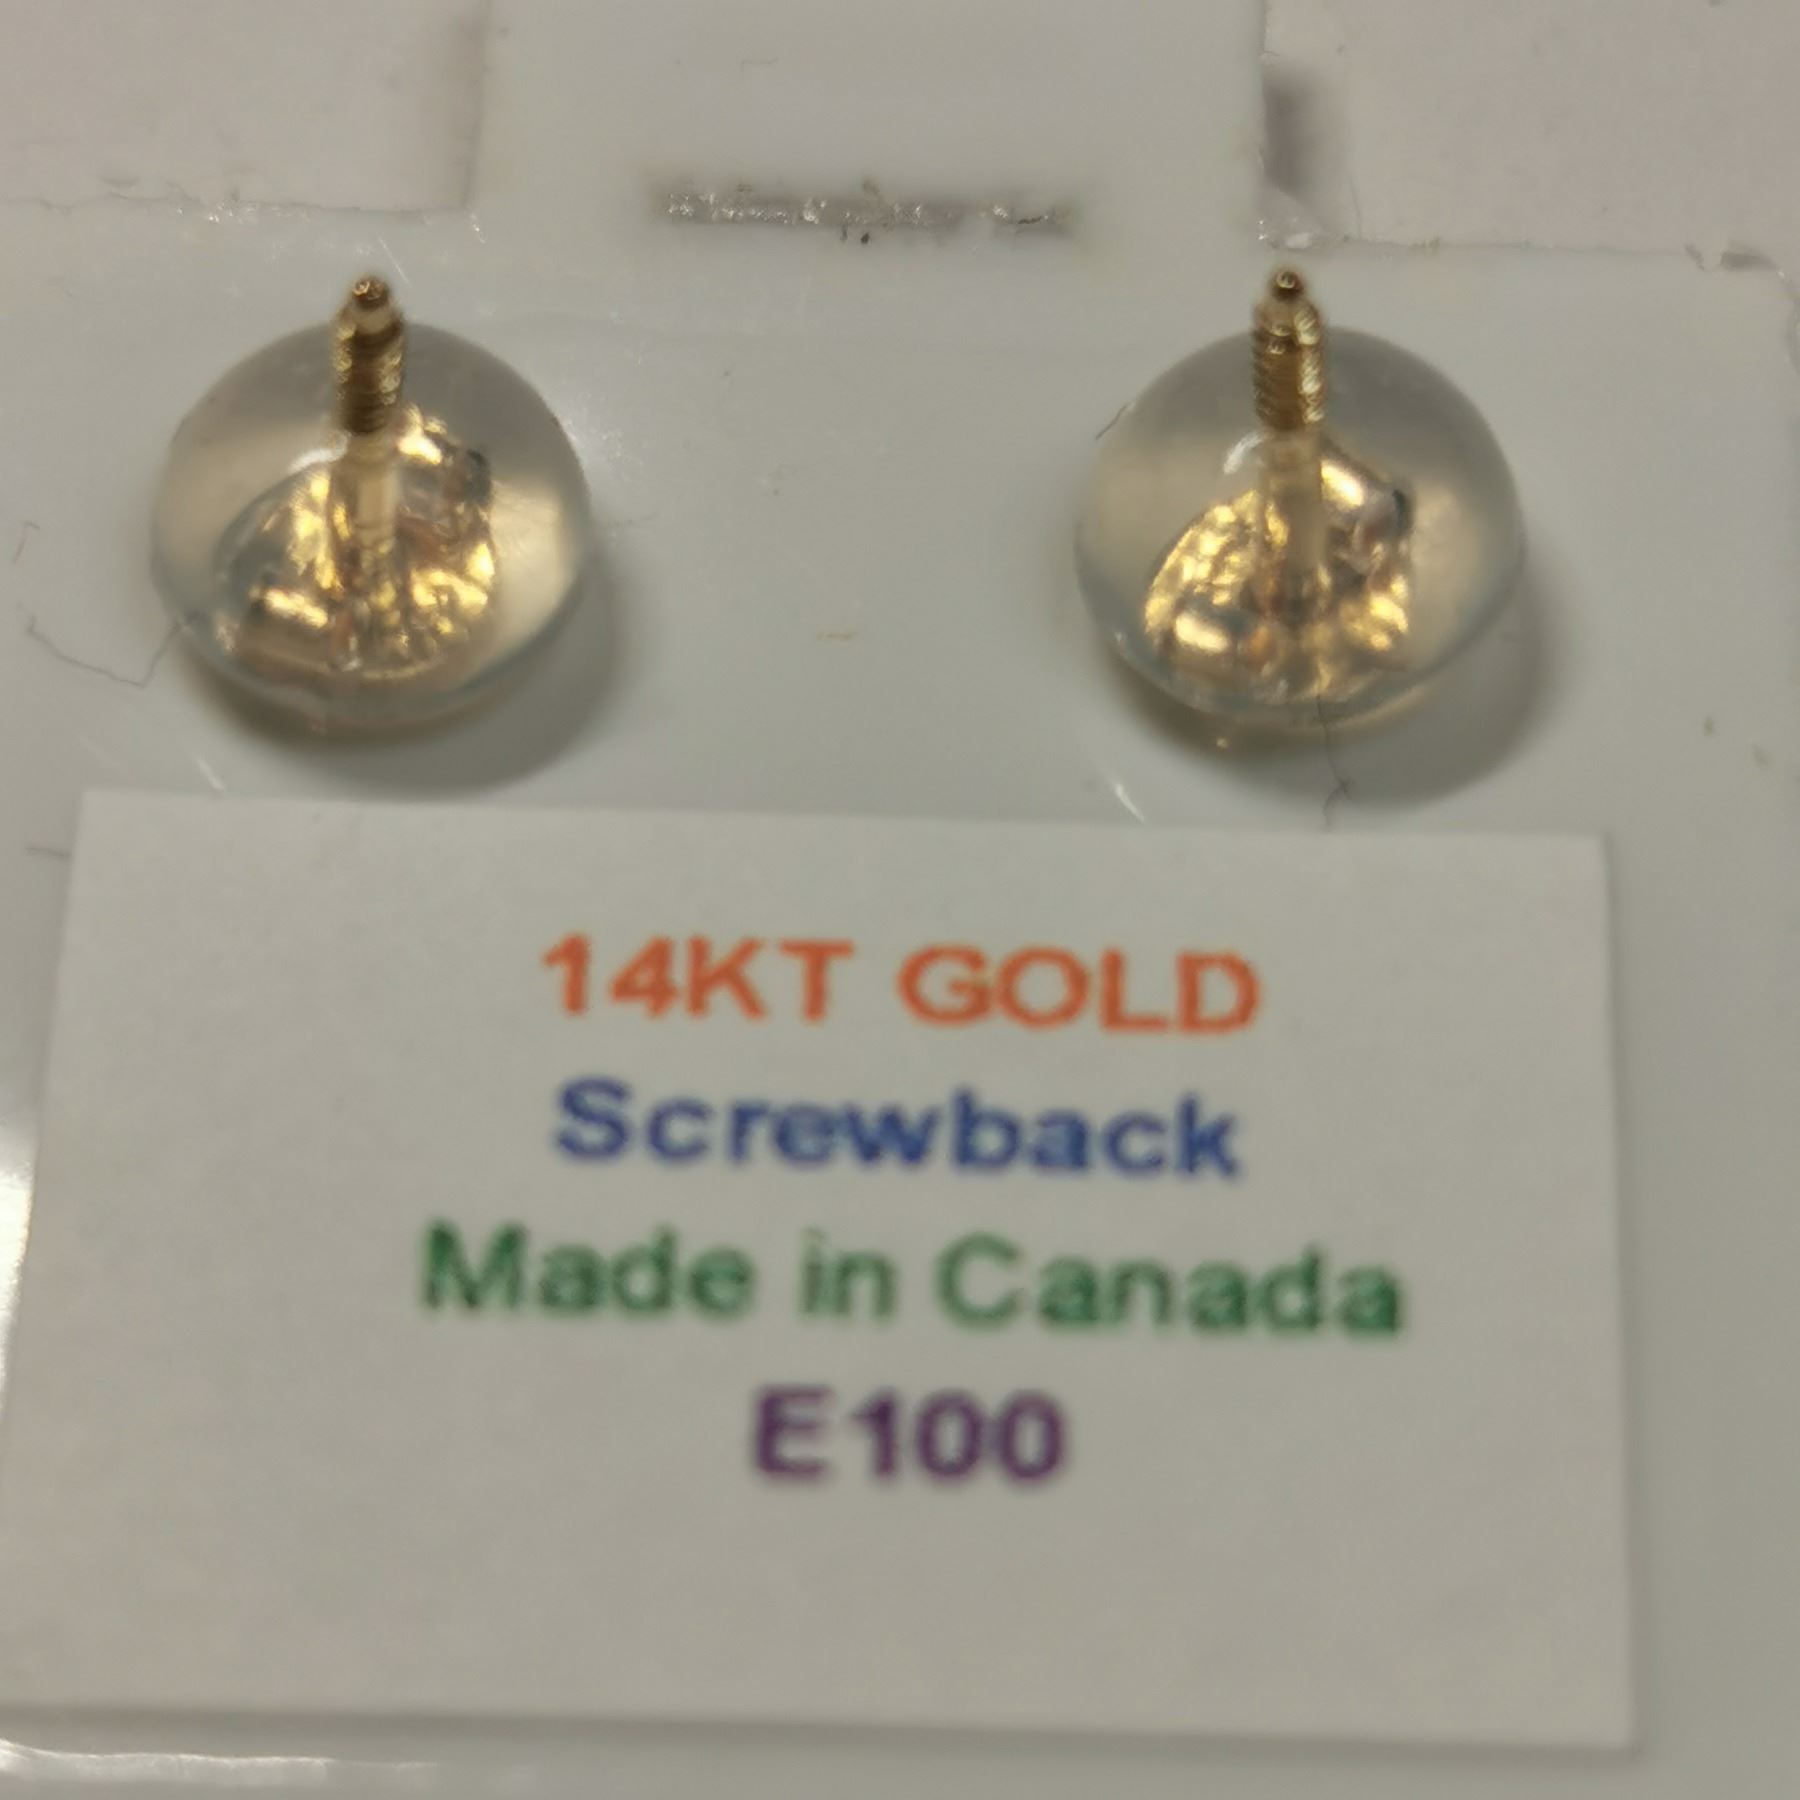 14KT GOLD
Screwback
Made in Canada
E100